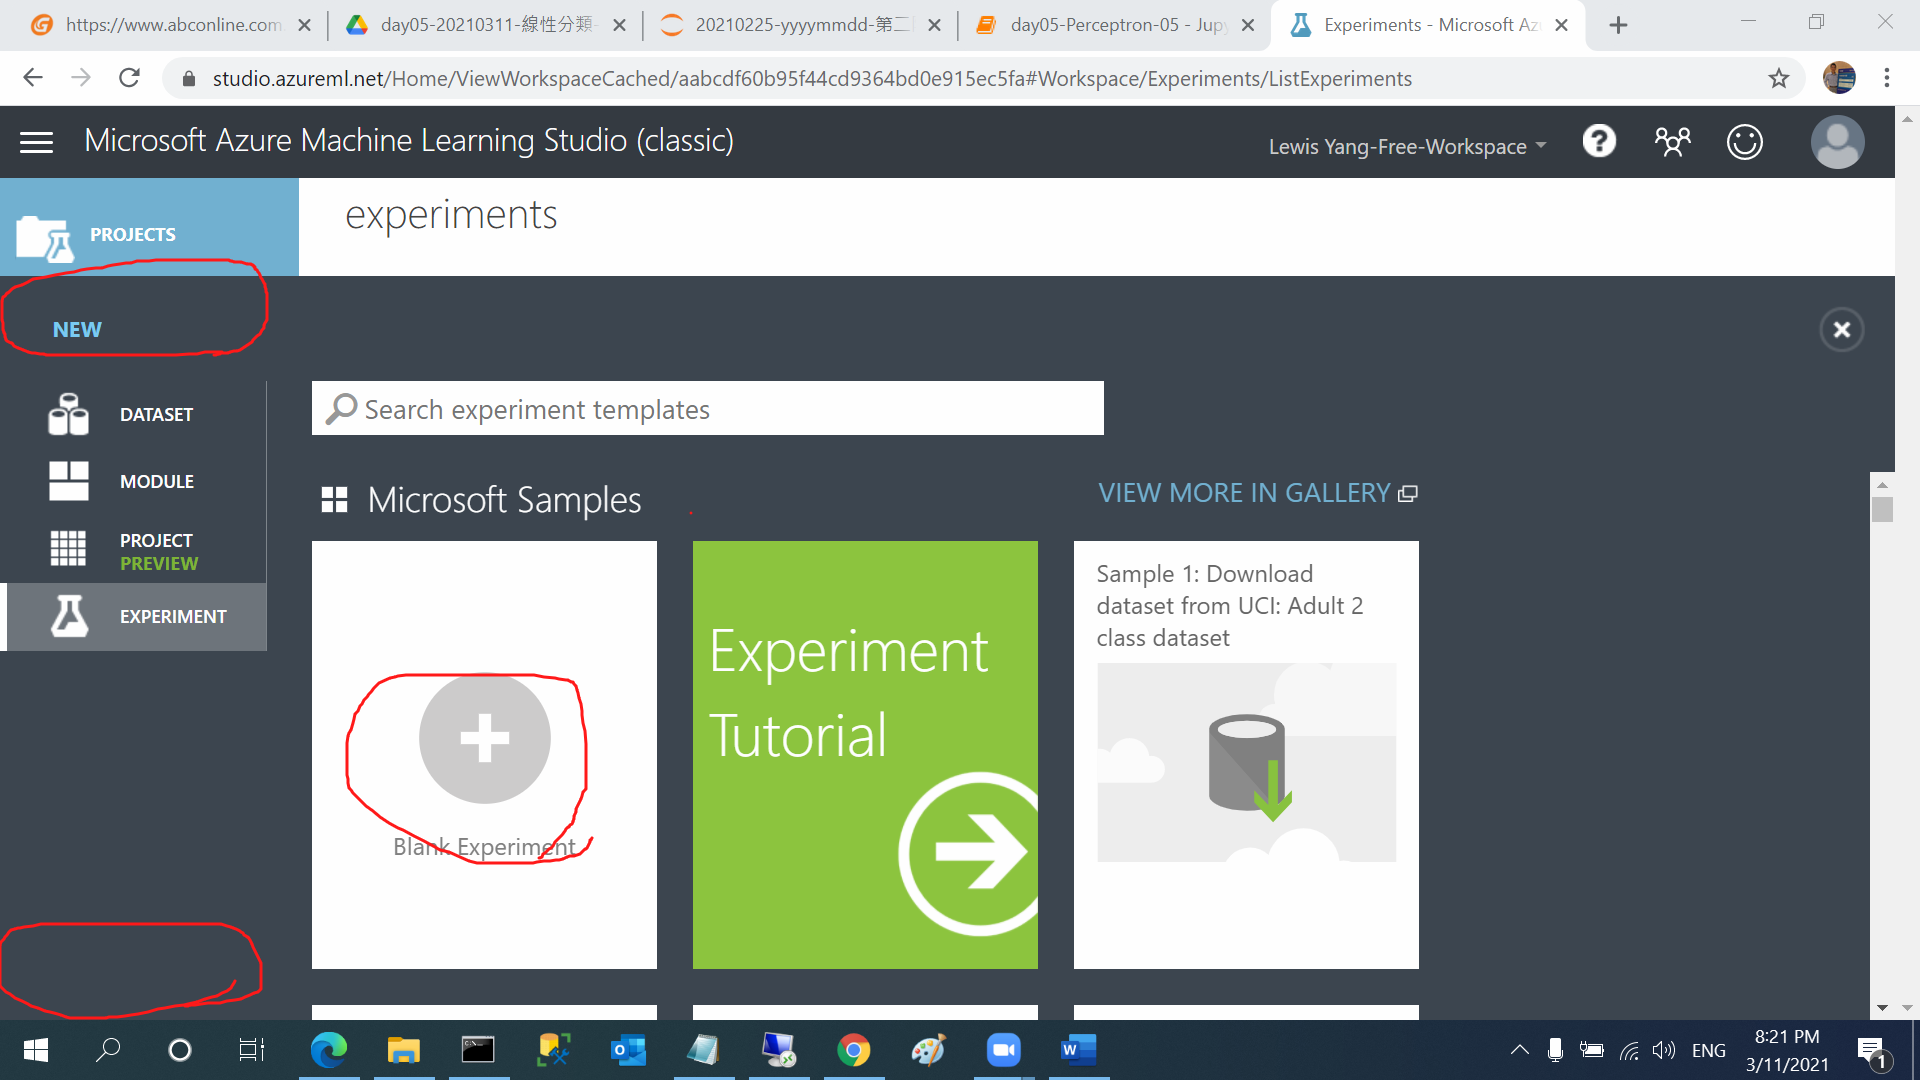 https://www.abconline.com
day05-20210311-線性分類-
20210225-yyyymmdd-第二
day05-Perceptron-05 - Jupy
Experiments - Microsoft Az
studio.azureml.net/Home/ViewWorkspaceCached/aabcdf60b95f44cd9364bd0e915ec5fa#Workspace/Experiments/ListExperiments
Microsoft Azure Machine Learning Studio (classic)
Lewis Yang-Free-Workspace
?
PROJECTS
experiments
NEW
Search experiment templates
DATASET
MODULE
PROJECT
PREVIEW
EXPERIMENT
Microsoft Samples
VIEW MORE IN GALLERY
Blank Experiment
Experiment
Tutorial
Sample 1: Download
dataset from UCI: Adult 2
class dataset
ENG
8:21 PM
3/11/2021
1